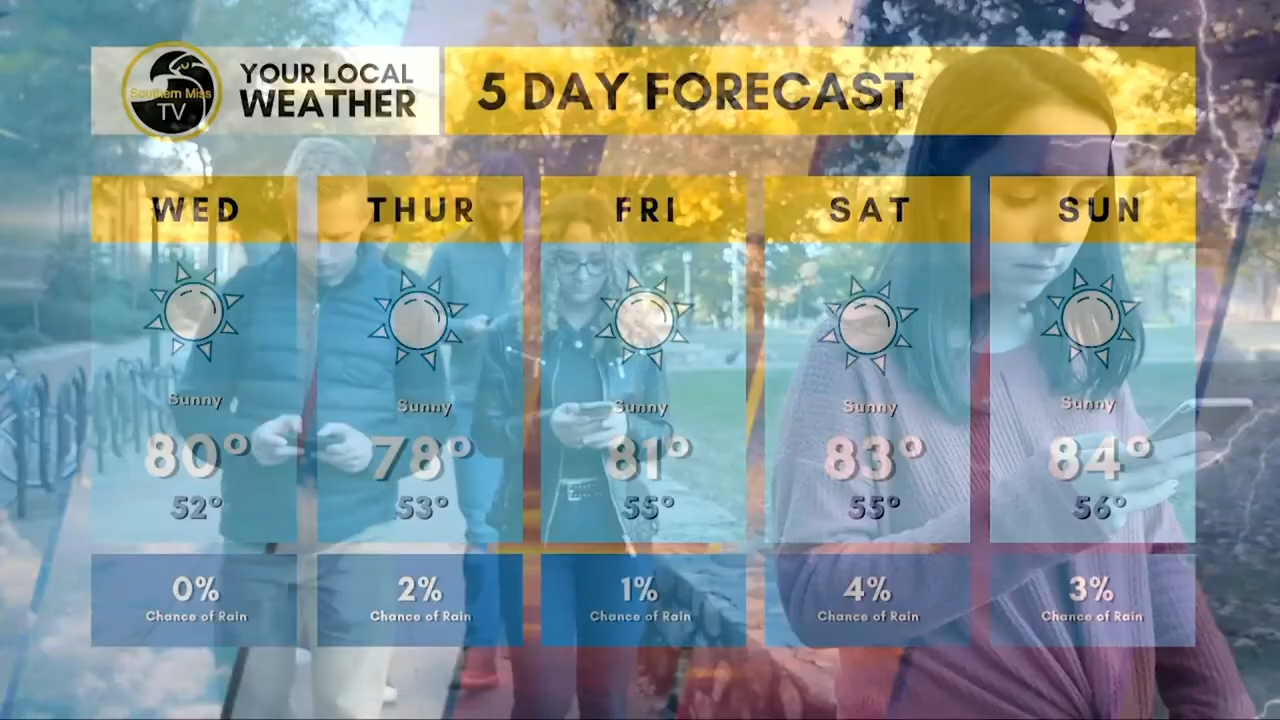 Southern Miss
TV
YOUR LOCAL
WEATHER
5 DAY FORECAST
WED
THUR
FRI
SAT
SUN
Sunny
Sunny
Sunny
Sunny
Sunny
80°
78°
81°
83°
84°
52°
53°
55°
55°
56°
0%
2%
1%
4%
3%
Chance of Rain
Chance of Rain
Chance of Rain
Chance of Rain
Chance of Rain